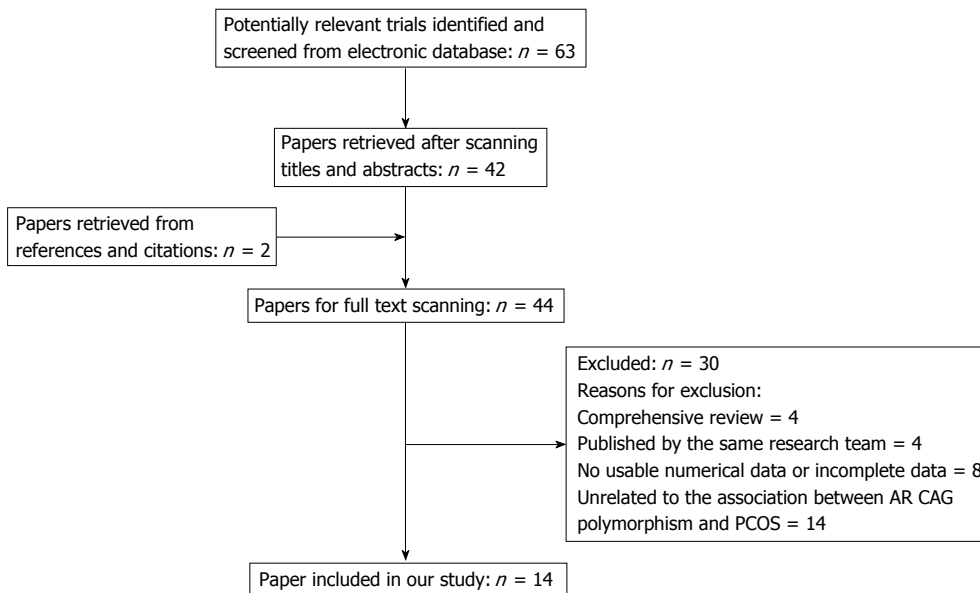 Potentially relevant trials identified and
screened from electronic database: n = 63
Papers retrieved after scanning
titles and abstracts: n = 42
Papers retrieved from
references and citations: n = 2
Papers for full text scanning: n = 44
Excluded: n = 30
Reasons for exclusion:
Comprehensive review = 4
Published by the same research team = 4
No usable numerical data or incomplete data = 8
Unrelated to the association between AR CAG
polymorphism and PCOS = 14
Paper included in our study: n = 14